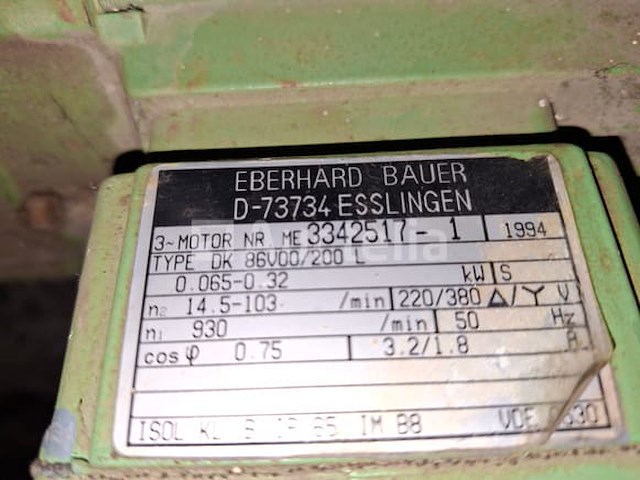 EBERHARD BAUER
D-73734 ESSLINGEN
3~MOTOR NR ME 3342517-1 1994
TYPE DK 86V00/200 L
0.065-0.32 kW S
n₂ 14.5-103 /min 220/380 Δ/Y V
n₁ 930 /min 50 Hz
cos φ 0.75 3.2/1.8 A
ISOL KL B IP 65 IM B8 VDE 0530